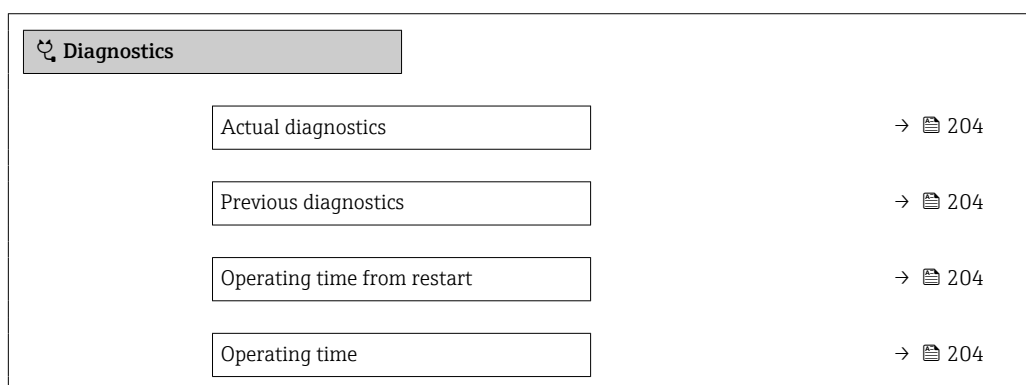 Diagnostics
Actual diagnostics → 204
Previous diagnostics → 204
Operating time from restart → 204
Operating time → 204